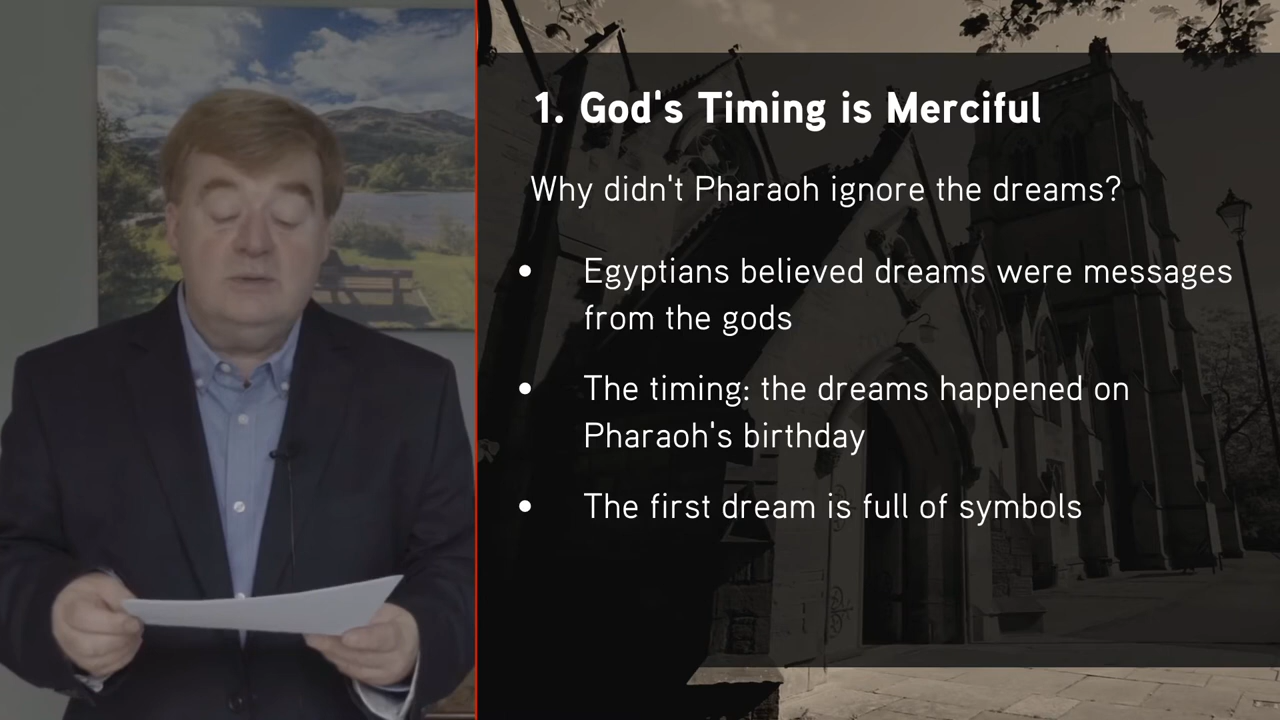 1. God's Timing is Merciful
Why didn't Pharaoh ignore the dreams?
• Egyptians believed dreams were messages
from the gods
• The timing: the dreams happened on
Pharaoh's birthday
• The first dream is full of symbols